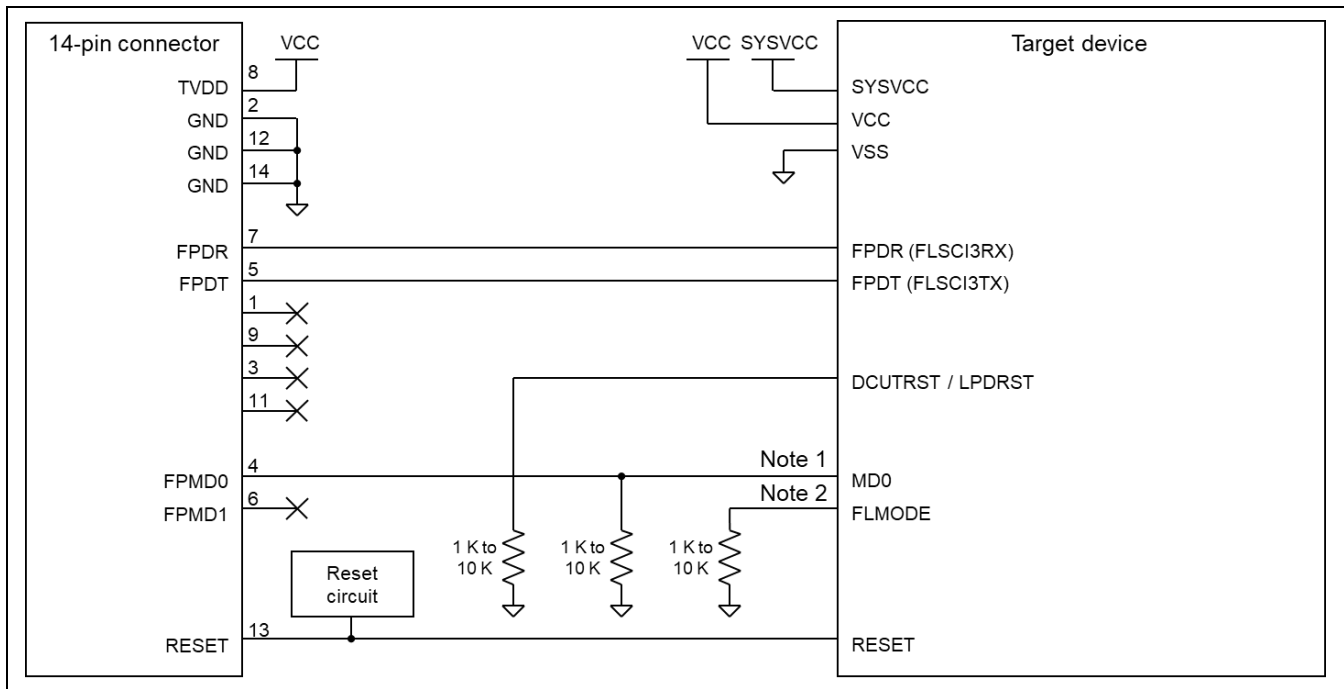 14-pin connector
VCC
VCC
SYSVCC
Target device
TVDD
8
SYSVCC
GND
2
VCC
GND
12
VSS
GND
14
FPDR
7
FPDR (FLSCI3RX)
FPDT
5
FPDT (FLSCI3TX)
1
9
3
DCUTRST / LPDRST
11
FPMD0
4
Note 1
MD0
FPMD1
6
Note 2
FLMODE
1 K to
10 K
1 K to
10 K
1 K to
10 K
Reset
circuit
RESET
13
RESET